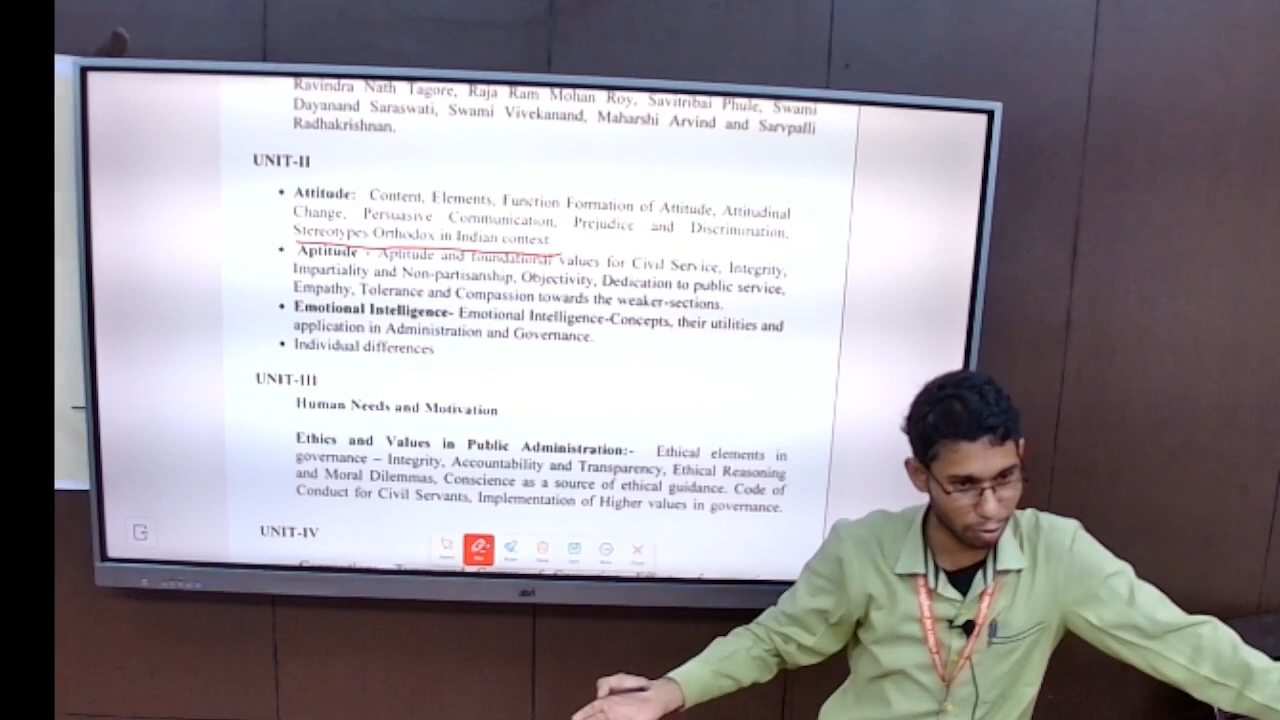 Ravindra Nath Tagore, Raja Ram Mohan Roy, Savitribai Phule, Swami
Dayanand Saraswati, Swami Vivekanand, Maharshi Arvind and Sarvpalli
Radhakrishnan.
UNIT-II
• Attitude: Content, Elements, Function Formation of Attitude, Attitudinal
Change, Persuasive Communication, Prejudice and Discrimination,
Stereotypes Orthodox in Indian context
• Aptitude - Aptitude and foundational values for Civil Service, Integrity,
Impartiality and Non-partisanship, Objectivity, Dedication to public service,
Empathy, Tolerance and Compassion towards the weaker-sections.
• Emotional Intelligence- Emotional Intelligence-Concepts, their utilities and
application in Administration and Governance.
• Individual differences
UNIT-III
Human Needs and Motivation
Ethics and Values in Public Administration:- Ethical elements in
governance – Integrity, Accountability and Transparency, Ethical Reasoning
and Moral Dilemmas, Conscience as a source of ethical guidance. Code of
Conduct for Civil Servants, Implementation of Higher values in governance.
UNIT-IV